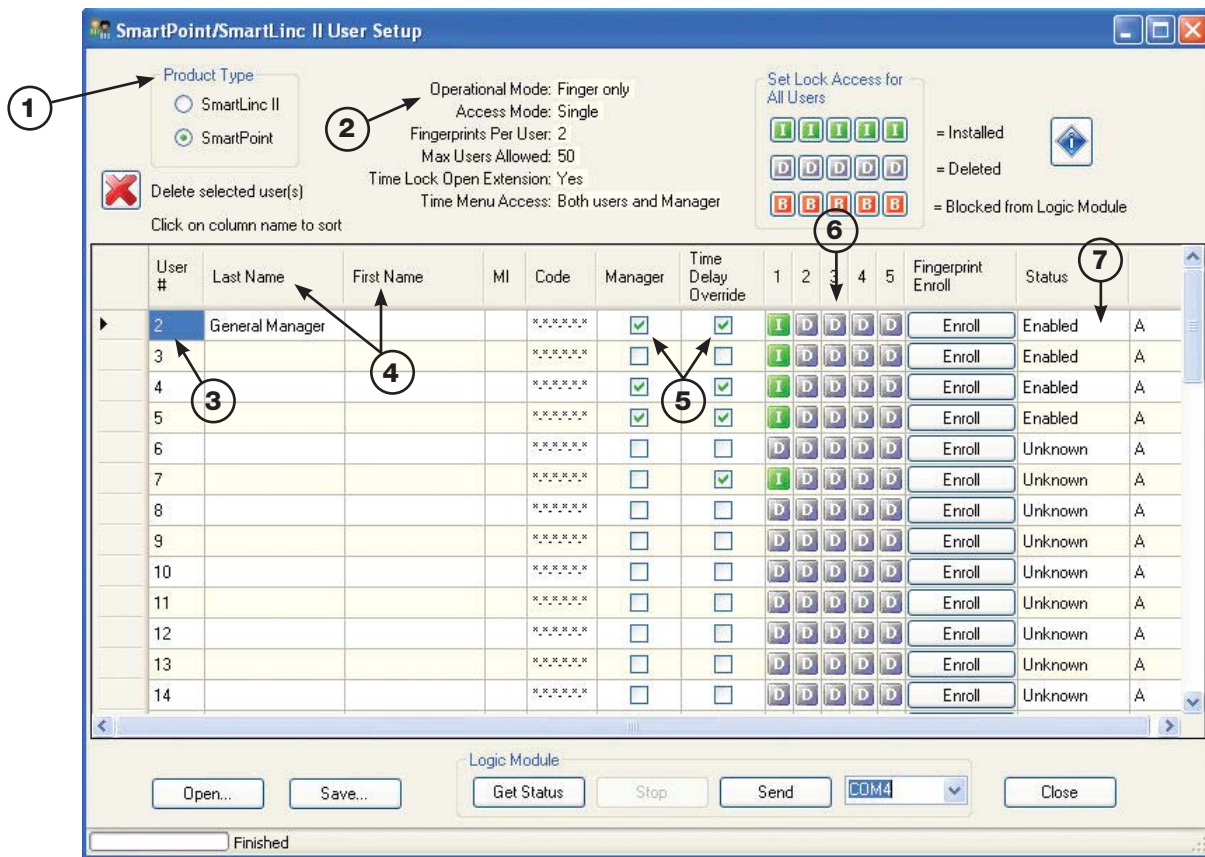 SmartPoint/SmartLinc II User Setup
1
Product Type
SmartLinc II
SmartPoint
2
Operational Mode: Finger only
Access Mode: Single
Fingerprints Per User: 2
Max Users Allowed: 50
Time Lock Open Extension: Yes
Time Menu Access: Both users and Manager
Set Lock Access for
All Users
I I I I I = Installed
D D D D D = Deleted
B B B B B = Blocked from Logic Module
i
Delete selected user(s)
Click on column name to sort
6
7
User # Last Name First Name MI Code Manager Time Delay Override 1 2 3 4 5 Fingerprint Enroll Status
2 General Manager *.*.*.*.*.* I D D D D Enroll Enabled A
3 *.*.*.*.*.* I D D D D Enroll Enabled A
4 *.*.*.*.*.* I D D D D Enroll Enabled A
5 *.*.*.*.*.* I D D D D Enroll Enabled A
6 *.*.*.*.*.* D D D D D Enroll Unknown A
7 *.*.*.*.*.* I D D D D Enroll Unknown A
8 *.*.*.*.*.* D D D D D Enroll Unknown A
9 *.*.*.*.*.* D D D D D Enroll Unknown A
10 *.*.*.*.*.* D D D D D Enroll Unknown A
11 *.*.*.*.*.* D D D D D Enroll Unknown A
12 *.*.*.*.*.* D D D D D Enroll Unknown A
13 *.*.*.*.*.* D D D D D Enroll Unknown A
14 *.*.*.*.*.* D D D D D Enroll Unknown A
3
4
5
Logic Module
Open... Save... Get Status Stop Send COM4 Close
Finished